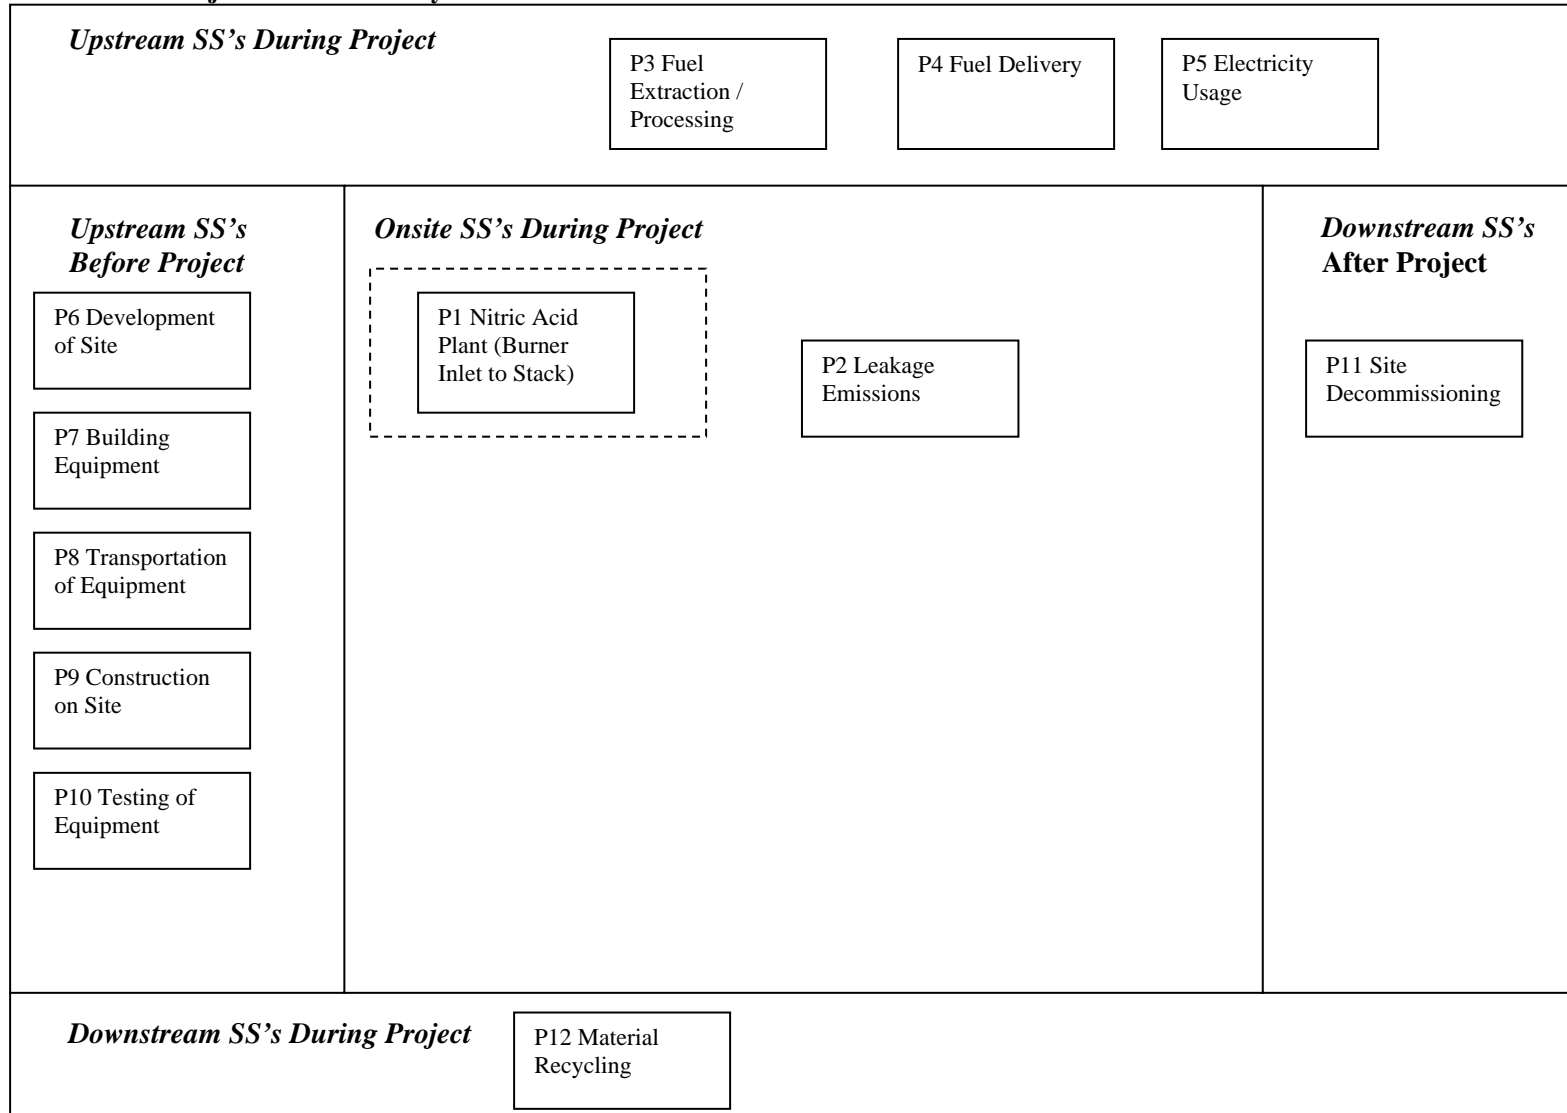 Upstream SS’s During Project
P3 Fuel
Extraction /
Processing
P4 Fuel Delivery
P5 Electricity
Usage
Upstream SS’s
Before Project
P6 Development
of Site
P7 Building
Equipment
P8 Transportation
of Equipment
P9 Construction
on Site
P10 Testing of
Equipment
Onsite SS’s During Project
P1 Nitric Acid
Plant (Burner
Inlet to Stack)
P2 Leakage
Emissions
Downstream SS’s
After Project
P11 Site
Decommissioning
Downstream SS’s During Project
P12 Material
Recycling